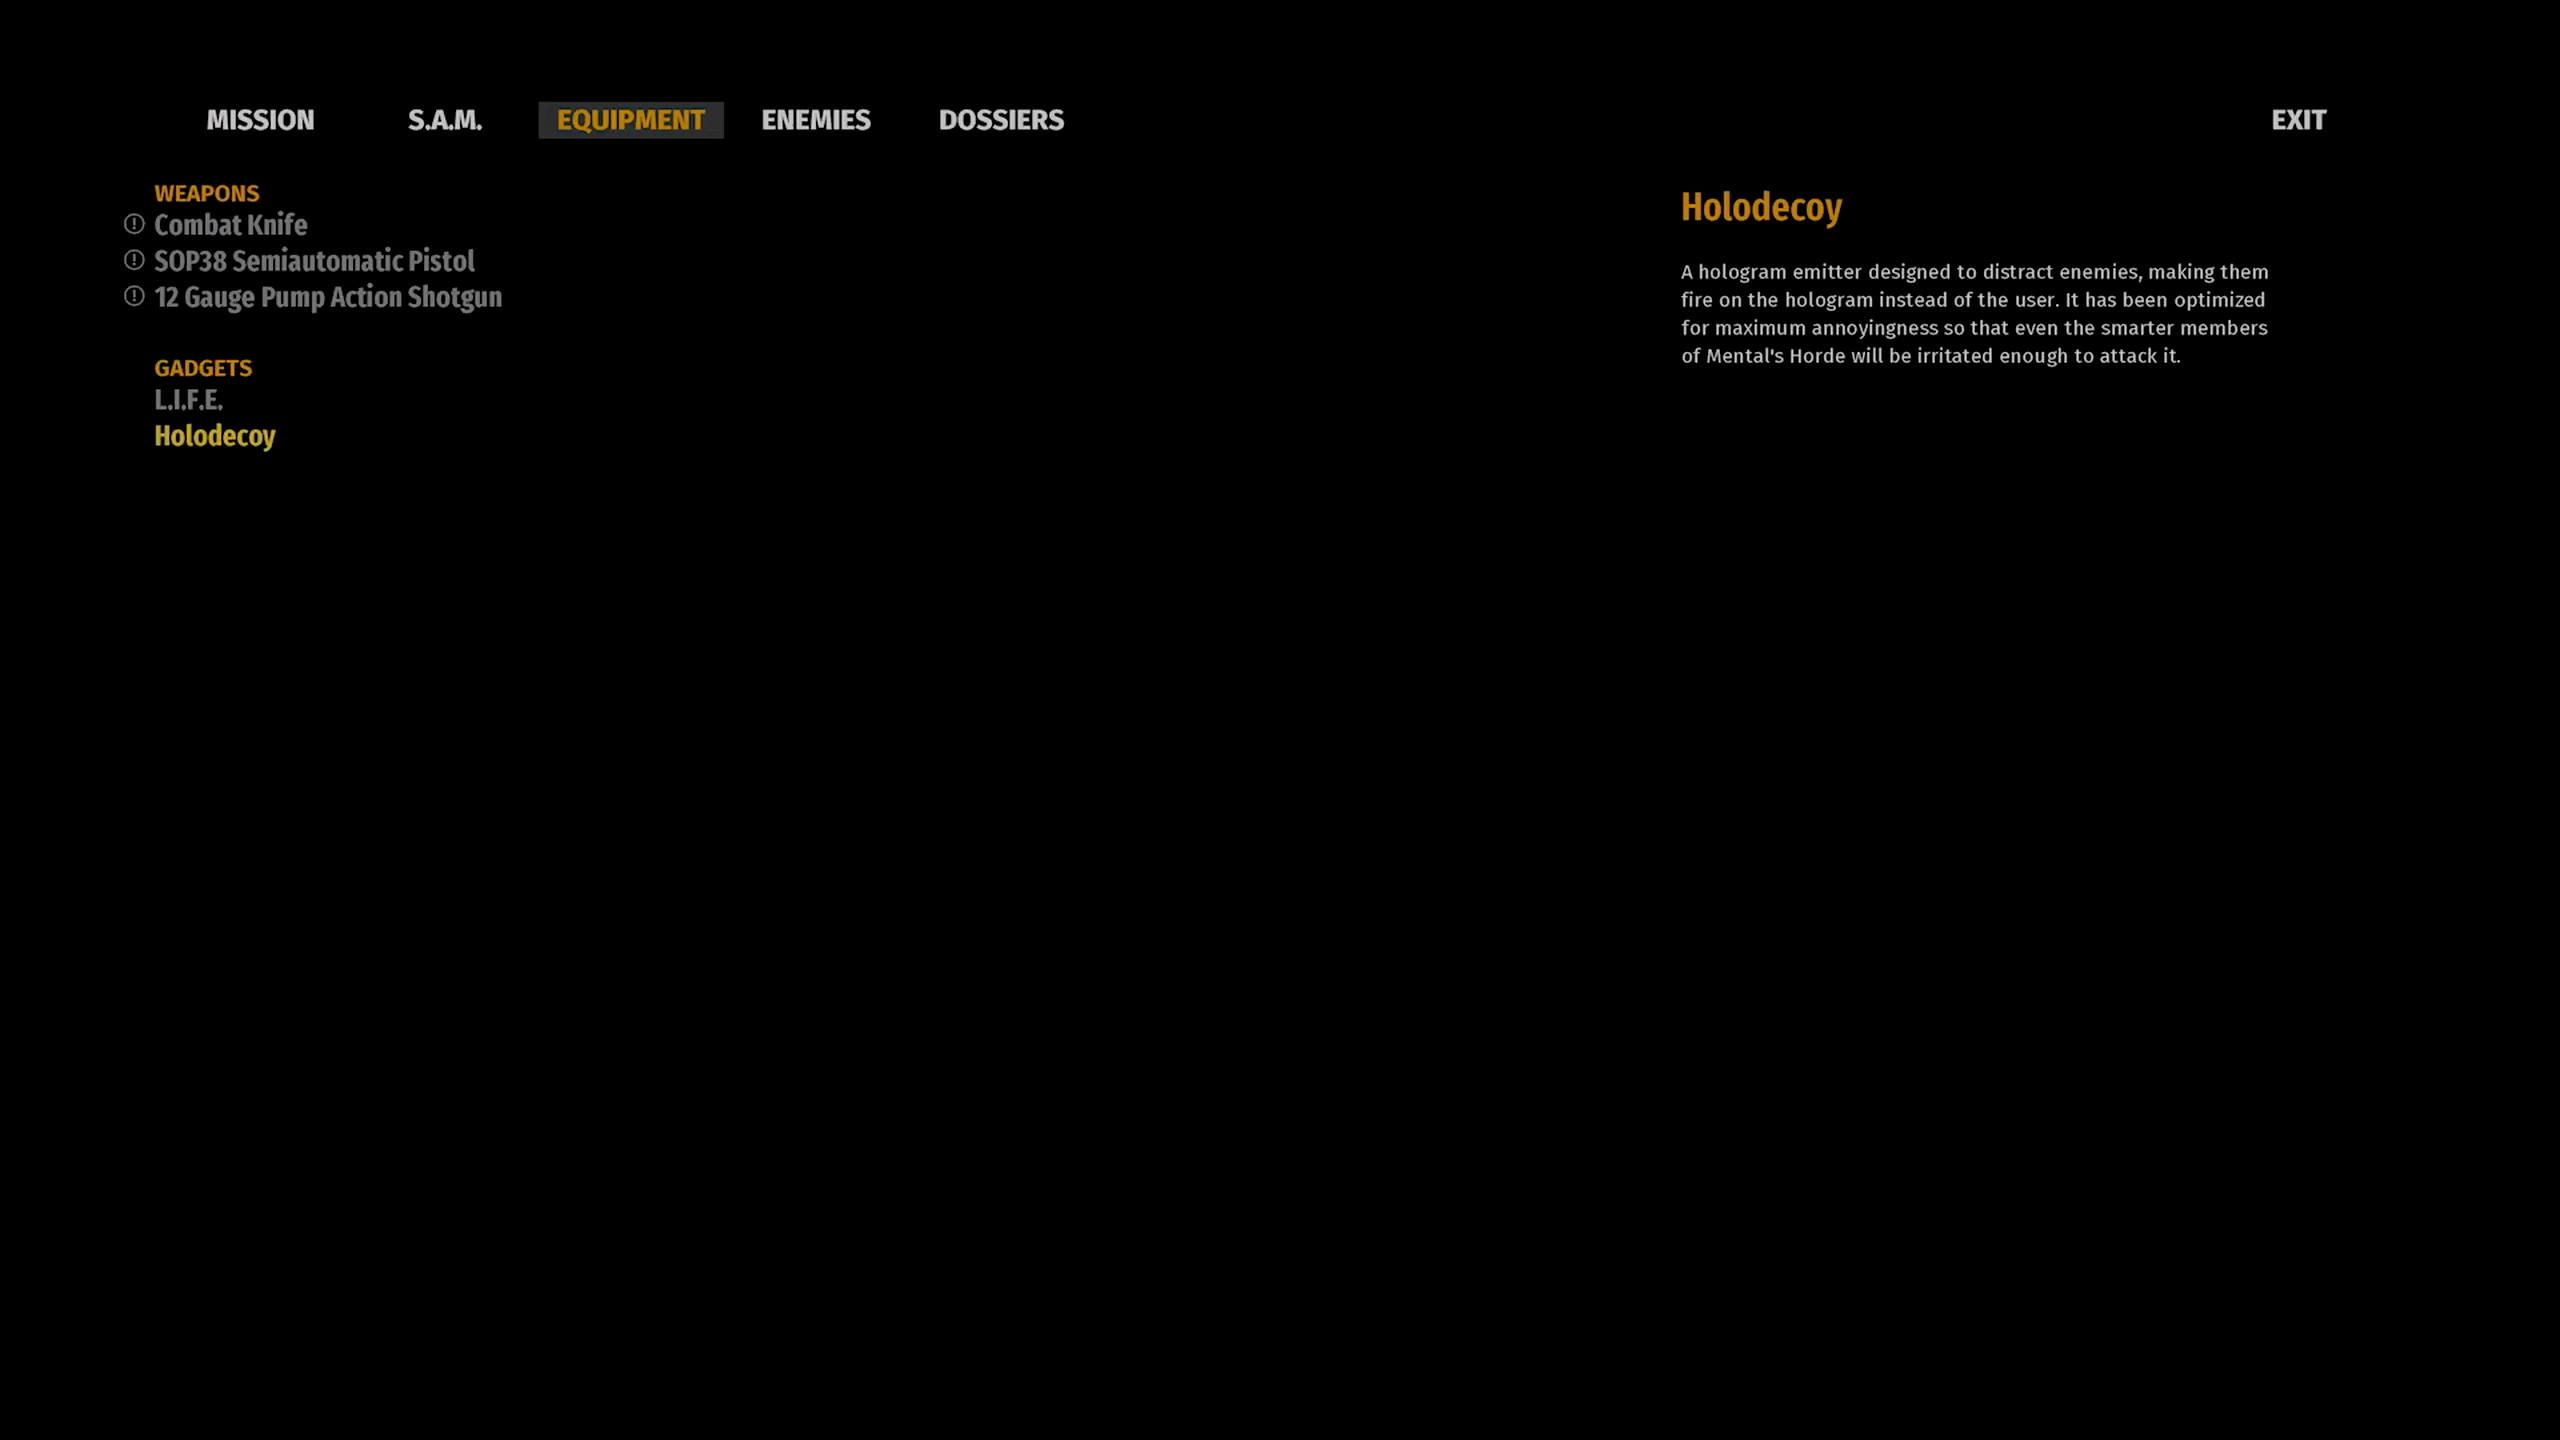 MISSION S.A.M. EQUIPMENT ENEMIES DOSSIERS EXIT
WEAPONS
Combat Knife
SOP38 Semiautomatic Pistol
12 Gauge Pump Action Shotgun
GADGETS
L.I.F.E.
Holodecoy
Holodecoy
A hologram emitter designed to distract enemies, making them
fire on the hologram instead of the user. It has been optimized
for maximum annoyingness so that even the smarter members
of Mental's Horde will be irritated enough to attack it.